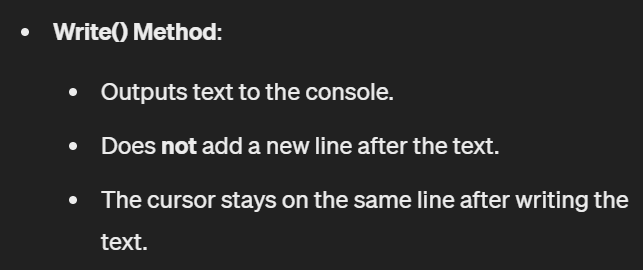 Write() Method:
Outputs text to the console.
Does not add a new line after the text.
The cursor stays on the same line after writing the
text.